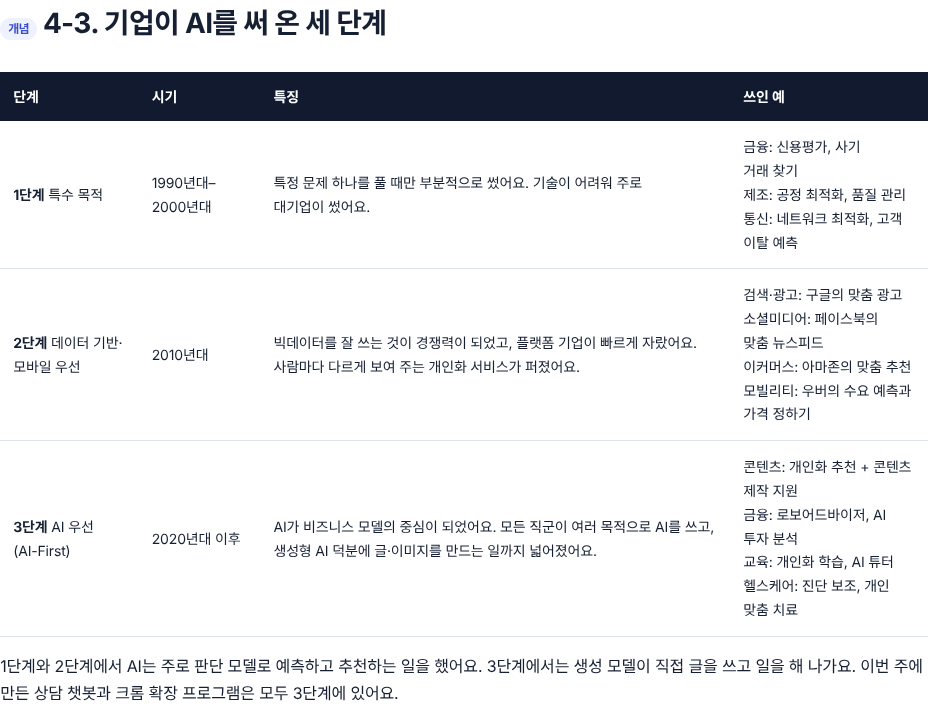 개념 4-3. 기업이 AI를 써 온 세 단계
단계 시기 특징 쓰인 예
1단계 특수 목적
1990년대–
2000년대
특정 문제 하나를 풀 때만 부분적으로 썼어요. 기술이 어려워 주로
대기업이 썼어요.
금융: 신용평가, 사기
거래 찾기
제조: 공정 최적화, 품질 관리
통신: 네트워크 최적화, 고객
이탈 예측
2단계 데이터 기반·
모바일 우선
2010년대
빅데이터를 잘 쓰는 것이 경쟁력이 되었고, 플랫폼 기업이 빠르게 자랐어요.
사람마다 다르게 보여 주는 개인화 서비스가 퍼졌어요.
검색·광고: 구글의 맞춤 광고
소셜미디어: 페이스북의
맞춤 뉴스피드
이커머스: 아마존의 맞춤 추천
모빌리티: 우버의 수요 예측과
가격 정하기
3단계 AI 우선
(AI-First)
2020년대 이후
AI가 비즈니스 모델의 중심이 되었어요. 모든 직군이 여러 목적으로 AI를 쓰고,
생성형 AI 덕분에 글·이미지를 만드는 일까지 넓어졌어요.
콘텐츠: 개인화 추천 + 콘텐츠
제작 지원
금융: 로보어드바이저, AI
투자 분석
교육: 개인화 학습, AI 튜터
헬스케어: 진단 보조, 개인
맞춤 치료
1단계와 2단계에서 AI는 주로 판단 모델로 예측하고 추천하는 일을 했어요. 3단계에서는 생성 모델이 직접 글을 쓰고 일을 해 나가요. 이번 주에
만든 상담 챗봇과 크롬 확장 프로그램은 모두 3단계에 있어요.